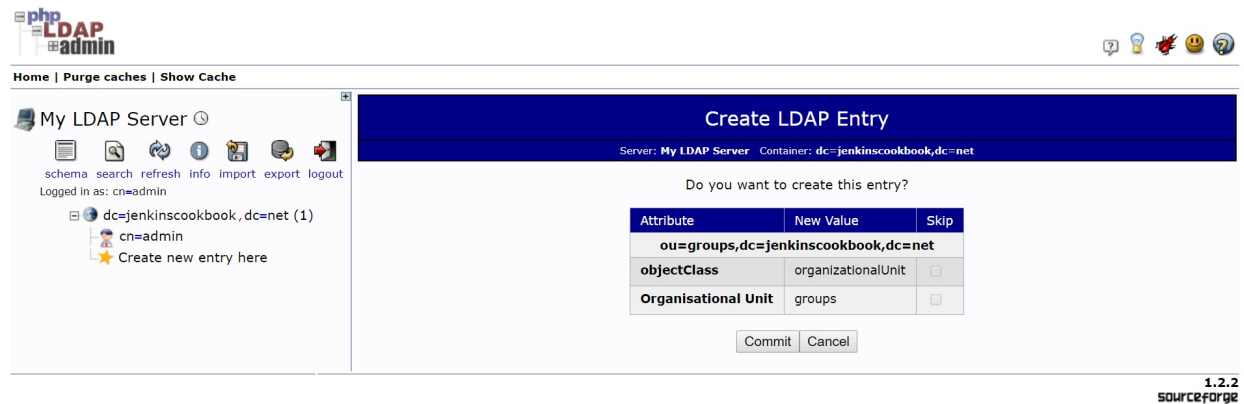 php
LDAP
admin
Home | Purge caches | Show Cache
My LDAP Server
schema search refresh info import export logout
Logged in as: cn=admin
dc=jenkinscookbook,dc=net (1)
cn=admin
Create new entry here
Create LDAP Entry
Server: My LDAP Server Container: dc=jenkinscookbook,dc=net
Do you want to create this entry?
Attribute New Value Skip
ou=groups,dc=jenkinscookbook,dc=net
objectClass organizationalUnit
Organisational Unit groups
Commit Cancel
1.2.2
sourceforge